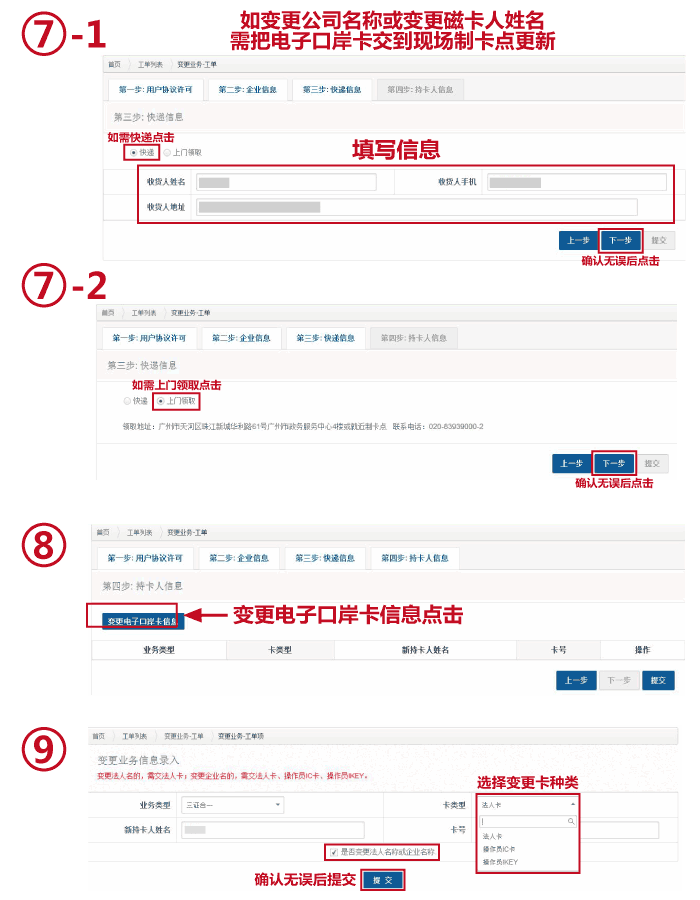 ⑦-1
如变更公司名称或变更磁卡人姓名
需把电子口岸卡交到现场制卡点更新
首页 工单列表 变更业务-工单
第一步: 用户协议许可 第二步: 企业信息 第三步: 快递信息 第四步: 持卡人信息
第三步: 快递信息
如需快递点击
快递 上门领取
填写信息
收货人姓名 收货人手机
收货人地址
上一步 下一步 提交
确认无误后点击
⑦-2
首页 工单列表 变更业务-工单
第一步: 用户协议许可 第二步: 企业信息 第三步: 快递信息 第四步: 持卡人信息
第三步: 快递信息
如需上门领取点击
快递 上门领取
领取地址: 广州市天河区珠江新城华利路61号广州市政务服务中心4楼或就近制卡点 联系电话: 020-83939000-2
上一步 下一步 提交
确认无误后点击
⑧
首页 工单列表 变更业务-工单
第一步: 用户协议许可 第二步: 企业信息 第三步: 快递信息 第四步: 持卡人信息
第四步: 持卡人信息
变更电子口岸卡信息
变更电子口岸卡信息点击
业务类型 卡类型 新持卡人姓名 卡号 操作
上一步 下一步 提交
⑨
首页 工单列表 变更业务-工单 变更业务-工单项
变更业务信息录入
变更法人名的, 需交法人卡; 变更企业名的, 需交法人卡、操作员IC卡、操作员IKEY。
选择变更卡种类
业务类型 三证合一 卡类型 法人卡
新持卡人姓名 卡号
法人卡
操作员IC卡
操作员IKEY
是否变更法人名称或企业名称
确认无误后提交 提 交